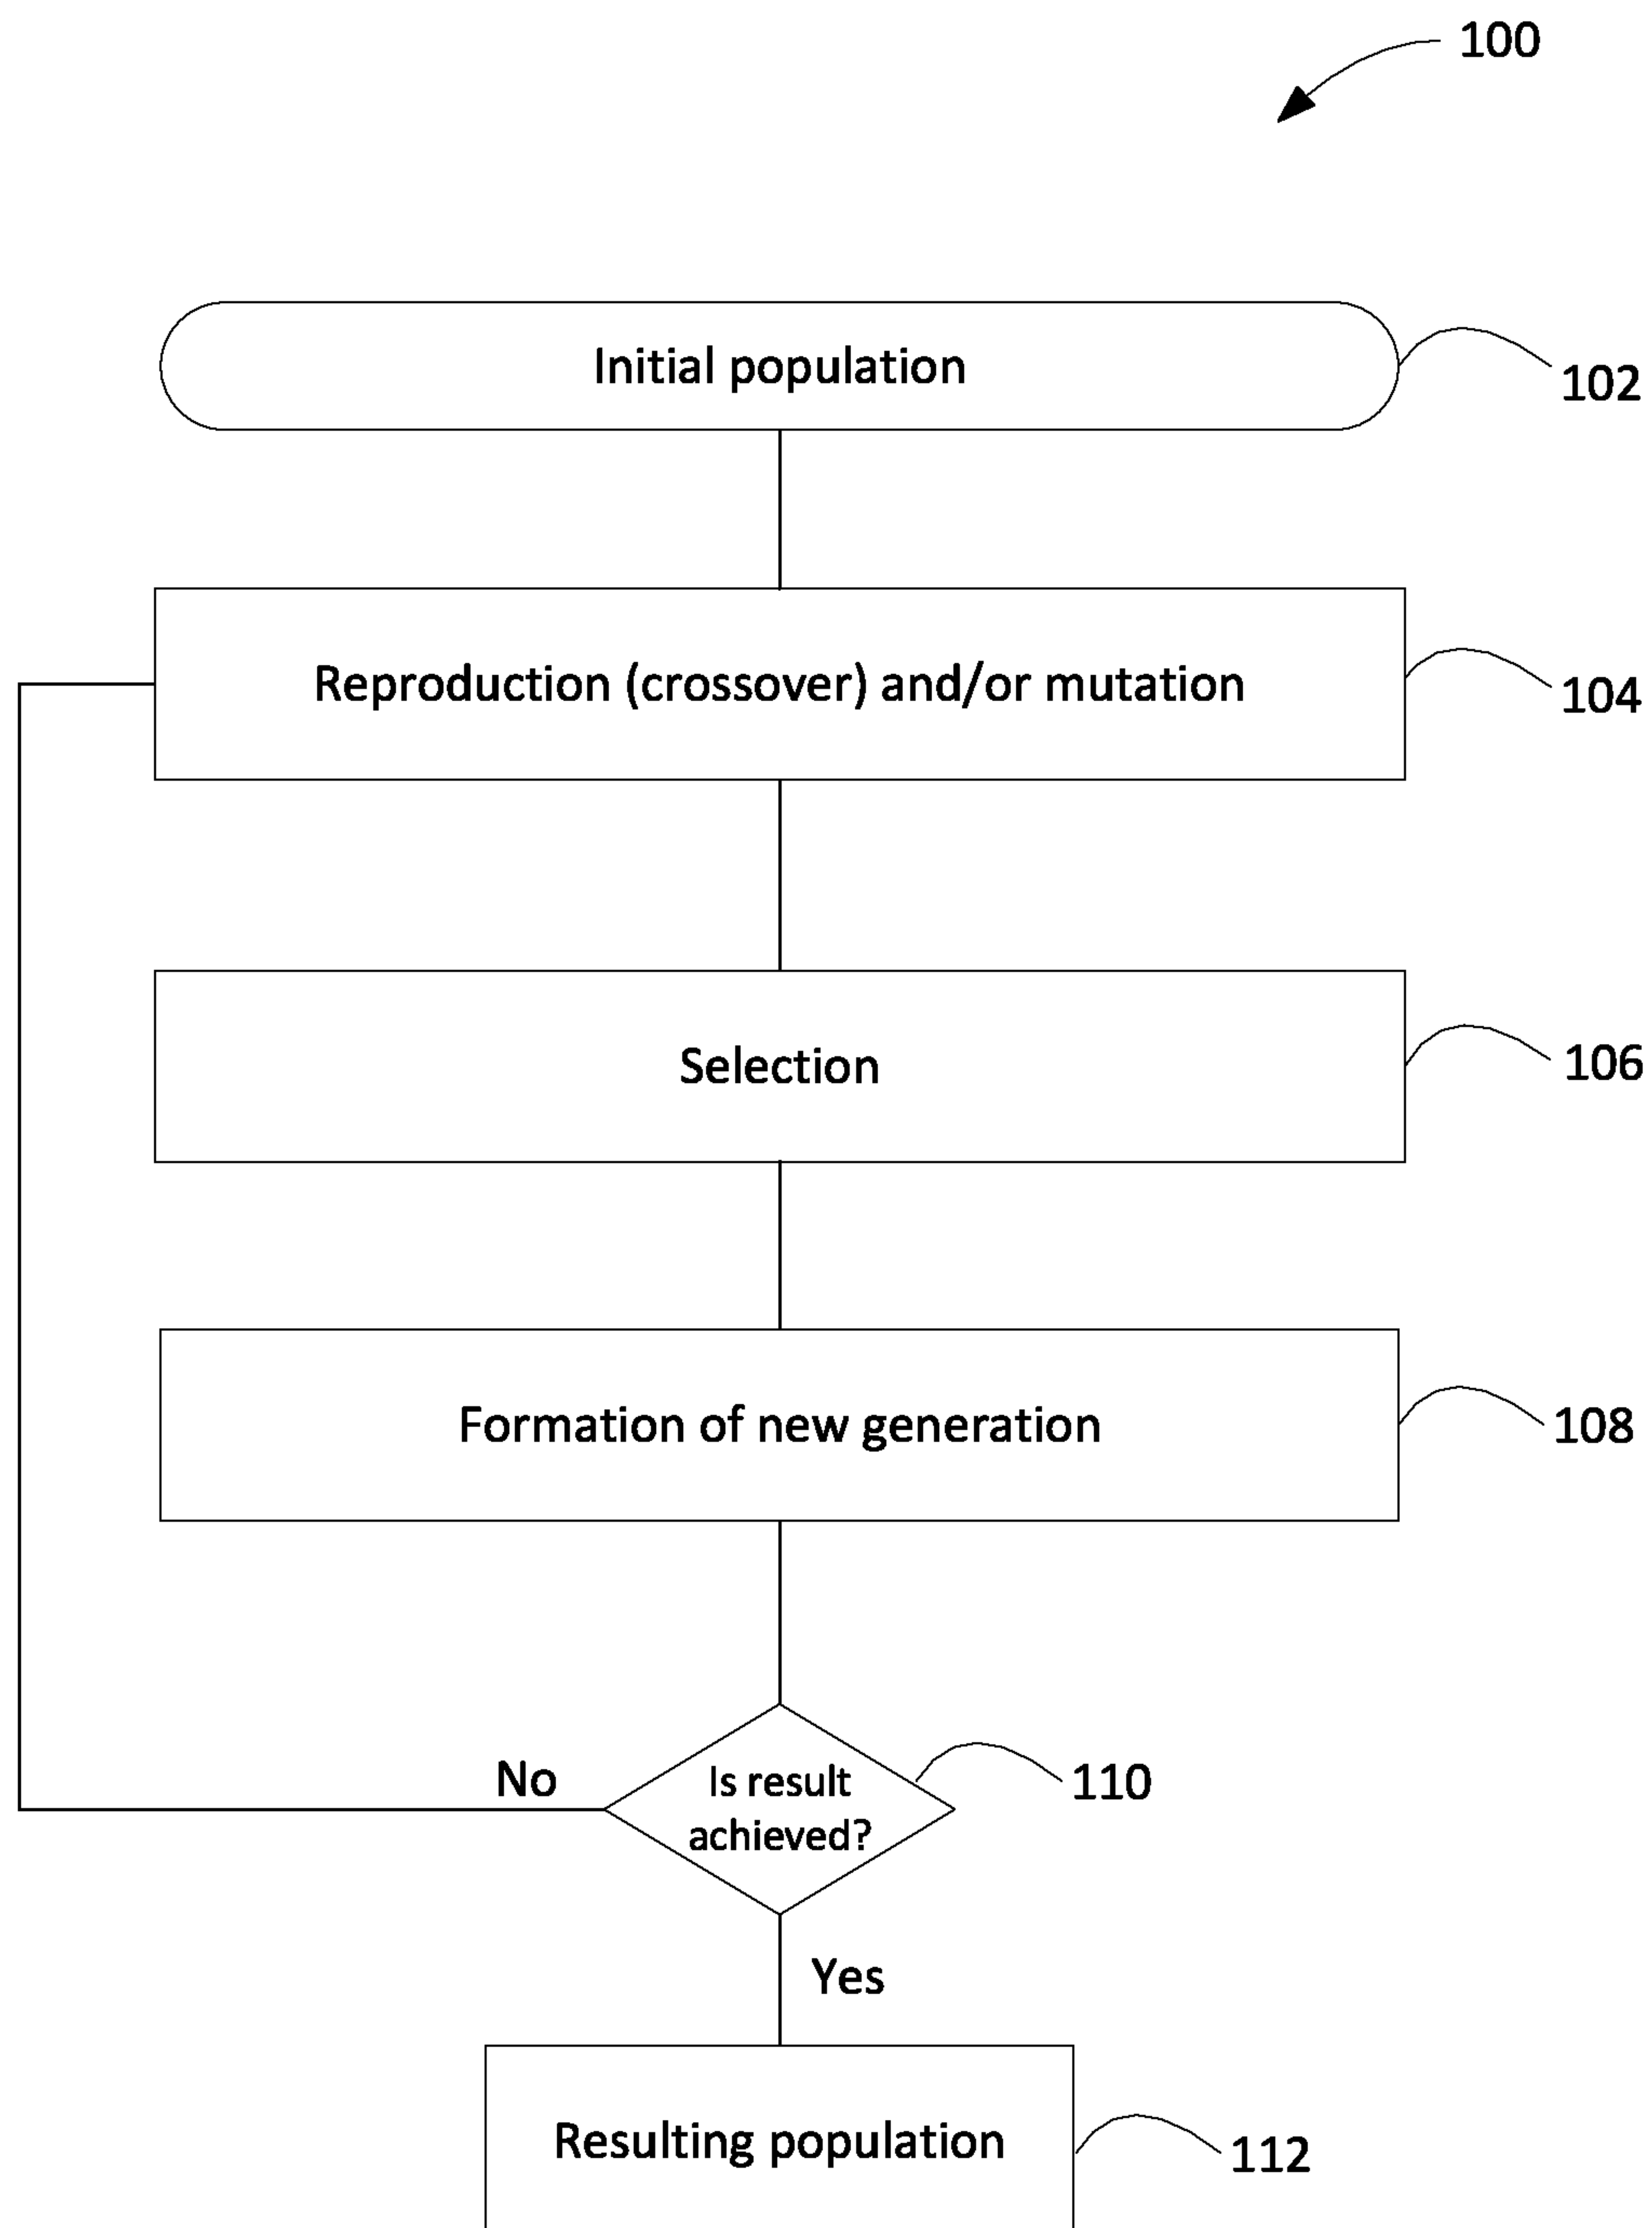 100
Initial population
102
Reproduction (crossover) and/or mutation
104
Selection
106
Formation of new generation
108
No
Is result
achieved?
110
Yes
Resulting population
112